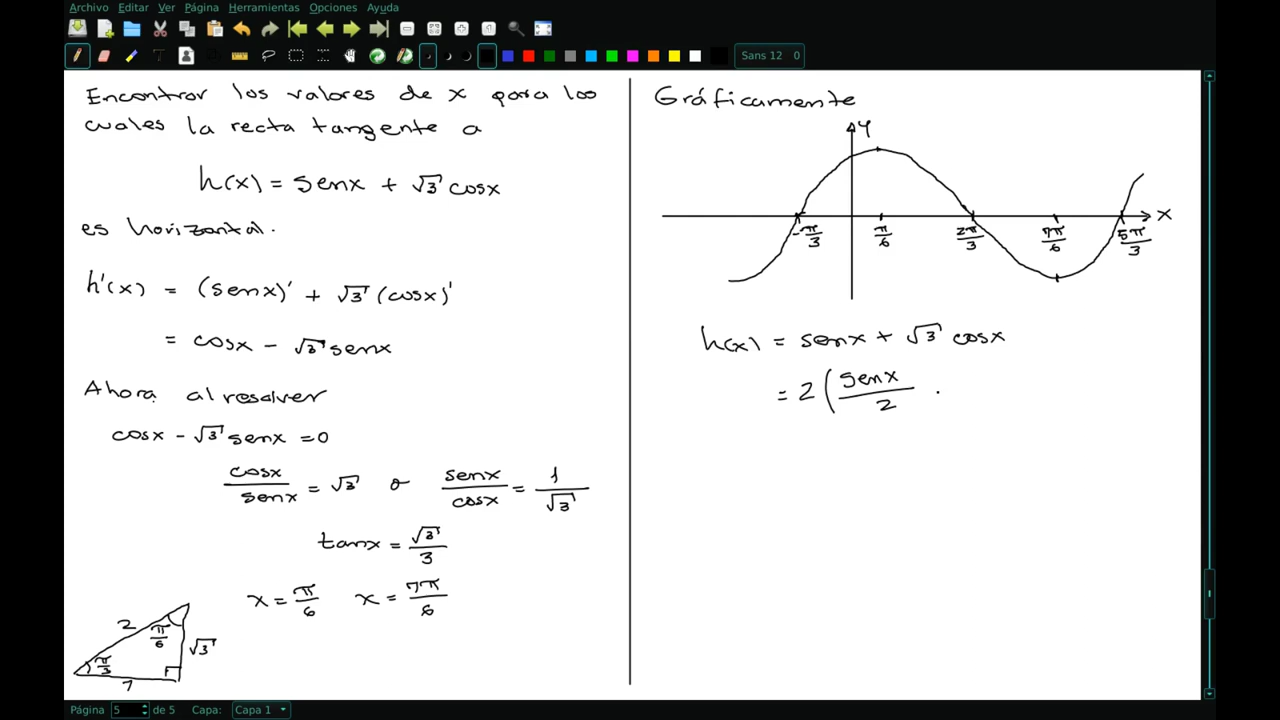 Archivo Editar Ver Página Herramientas Opciones Ayuda
Sans 12 0
Encontrar los valores de x para los
cuales la recta tangente a
h(x) = senx + √3 cosx
es horizontal.
h'(x) = (senx)' + √3 (cosx)'
= cosx - √3 senx
Ahora al resolver
cosx - √3 senx = 0
cosx/senx = √3 o senx/cosx = 1/√3
tanx = √3/3
x = π/6 x = 7π/6
2 π/6 √3
π/3
1
Gráficamente
y
x
-π/3 π/6 2π/3 7π/6 5π/3
h(x) = senx + √3 cosx
= 2 ( senx/2
Página 5 de 5 Capa: Capa 1